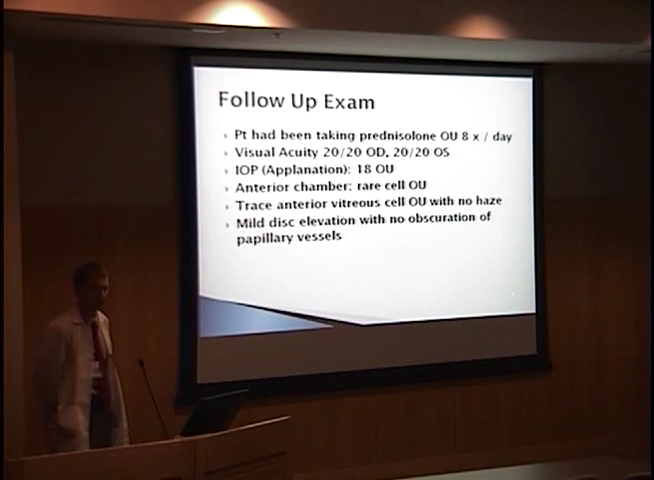 Follow Up Exam
Pt had been taking prednisolone OU 8 x / day
Visual Acuity 20/20 OD, 20/20 OS
IOP (Applanation): 18 OU
Anterior chamber: rare cell OU
Trace anterior vitreous cell OU with no haze
Mild disc elevation with no obscuration of
papillary vessels